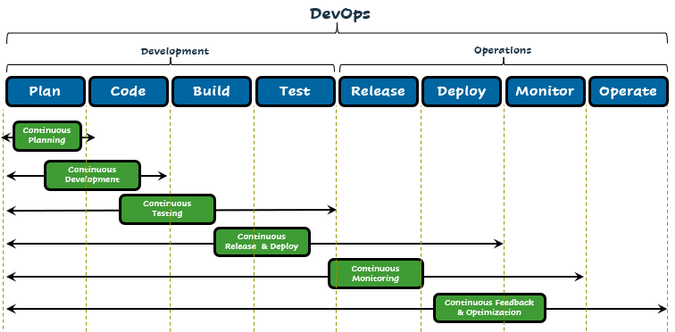 DevOps
Development
Operations
Plan
Code
Build
Test
Release
Deploy
Monitor
Operate
Continuous
Planning
Continuous
Development
Continuous
Testing
Continuous
Release & Deploy
Continuous
Monitoring
Continuous Feedback
& Optimization